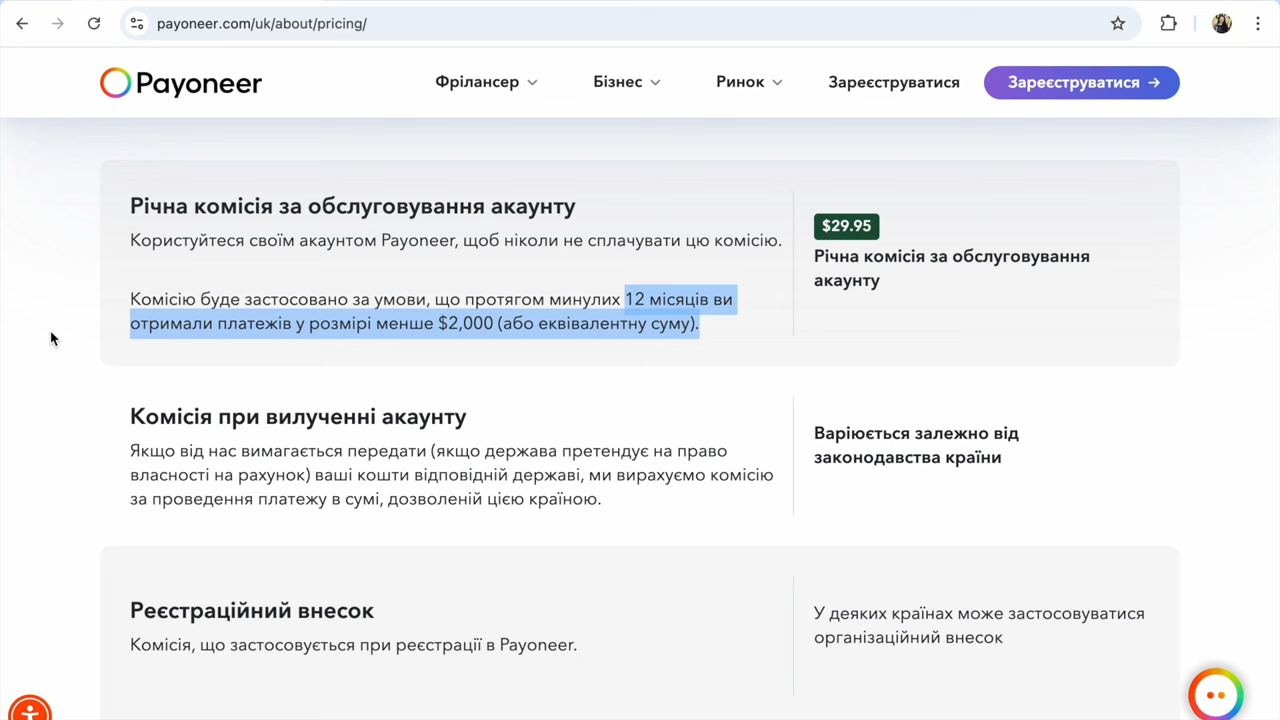 payoneer.com/uk/about/pricing/
Payoneer
Фрілансер
Бізнес
Ринок
Зареєструватися
Зареєструватися →
Річна комісія за обслуговування акаунту
Користуйтеся своїм акаунтом Payoneer, щоб ніколи не сплачувати цю комісію.
Комісію буде застосовано за умови, що протягом минулих 12 місяців ви
отримали платежів у розмірі менше $2,000 (або еквівалентну суму).
$29.95
Річна комісія за обслуговування
акаунту
Комісія при вилученні акаунту
Якщо від нас вимагається передати (якщо держава претендує на право
власності на рахунок) ваші кошти відповідній державі, ми вирахуємо комісію
за проведення платежу в сумі, дозволеній цією країною.
Варіюється залежно від
законодавства країни
Реєстраційний внесок
Комісія, що застосовується при реєстрації в Payoneer.
У деяких країнах може застосовуватися
організаційний внесок